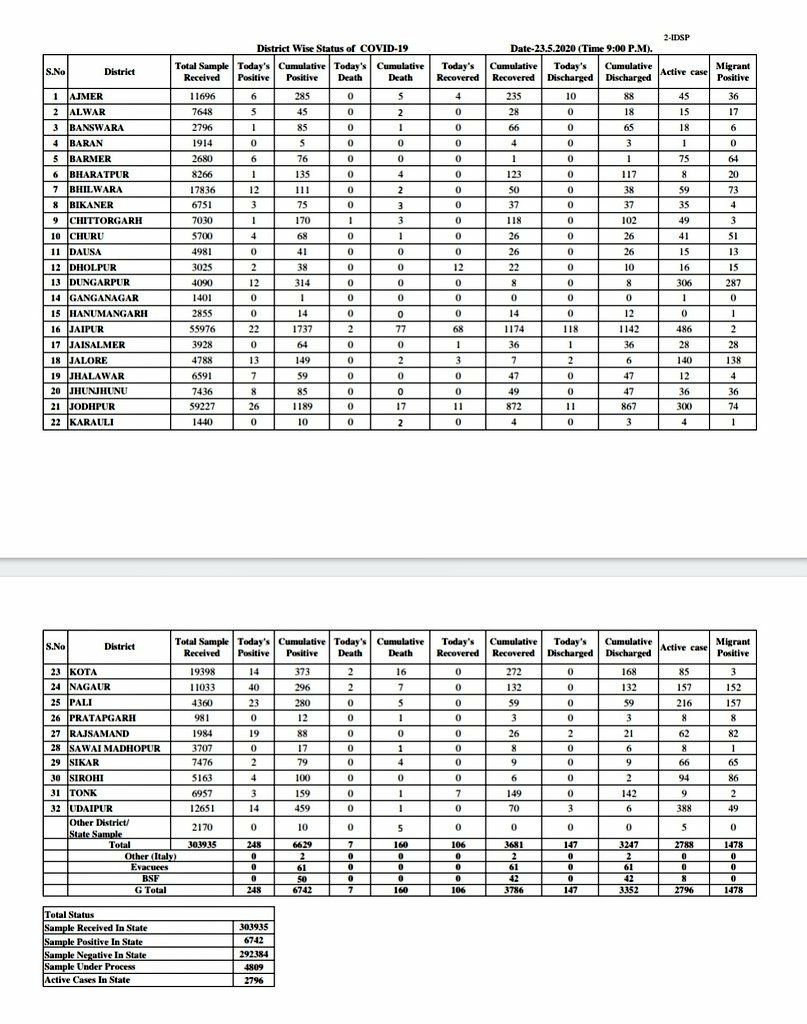 2-IDSP
District Wise Status of COVID-19 Date-23.5.2020 (Time 9:00 P.M).
S.No District Total Sample Received Today's Positive Cumulative Positive Today's Death Cumulative Death Today's Recovered Cumulative Recovered Today's Discharged Cumulative Discharged Active case Migrant Positive
1 AJMER 11696 6 285 0 5 4 235 10 88 45 36
2 ALWAR 7648 5 45 0 2 0 28 0 18 15 17
3 BANSWARA 2796 1 85 0 1 0 66 0 65 18 6
4 BARAN 1914 0 5 0 0 0 4 0 3 1 0
5 BARMER 2680 6 76 0 0 0 1 0 1 75 64
6 BHARATPUR 8266 1 135 0 4 0 123 0 117 8 20
7 BHILWARA 17836 12 111 0 2 0 50 0 38 59 73
8 BIKANER 6751 3 75 0 3 0 37 0 37 35 4
9 CHITTORGARH 7030 1 170 1 3 0 118 0 102 49 3
10 CHURU 5700 4 68 0 1 0 26 0 26 41 51
11 DAUSA 4981 0 41 0 0 0 26 0 26 15 13
12 DHOLPUR 3025 2 38 0 0 12 22 0 10 16 15
13 DUNGARPUR 4090 12 314 0 0 0 8 0 8 306 287
14 GANGANAGAR 1401 0 1 0 0 0 0 0 0 1 0
15 HANUMANGARH 2855 0 14 0 0 0 14 0 12 0 1
16 JAIPUR 55976 22 1737 2 77 68 1174 118 1142 486 2
17 JAISALMER 3928 0 64 0 0 1 36 1 36 28 28
18 JALORE 4788 13 149 0 2 3 7 2 6 140 138
19 JHALAWAR 6591 7 59 0 0 0 47 0 47 12 4
20 JHUNJHUNU 7436 8 85 0 0 0 49 0 47 36 36
21 JODHPUR 59227 26 1189 0 17 11 872 11 867 300 74
22 KARAULI 1440 0 10 0 2 0 4 0 3 4 1
S.No District Total Sample Received Today's Positive Cumulative Positive Today's Death Cumulative Death Today's Recovered Cumulative Recovered Today's Discharged Cumulative Discharged Active case Migrant Positive
23 KOTA 19398 14 373 2 16 0 272 0 168 85 3
24 NAGAUR 11033 40 296 2 7 0 132 0 132 157 152
25 PALI 4360 23 280 0 5 0 59 0 59 216 157
26 PRATAPGARH 981 0 12 0 1 0 3 0 3 8 8
27 RAJSAMAND 1984 19 88 0 0 0 26 2 21 62 82
28 SAWAI MADHOPUR 3707 0 17 0 1 0 8 0 6 8 1
29 SIKAR 7476 2 79 0 4 0 9 0 9 66 65
30 SIROHI 5163 4 100 0 0 0 6 0 2 94 86
31 TONK 6957 3 159 0 1 7 149 0 142 9 2
32 UDAIPUR 12651 14 459 0 1 0 70 3 6 388 49
Other District/ State Sample 2170 0 10 0 5 0 0 0 0 5 0
Total 303935 248 6629 7 160 106 3681 147 3247 2788 1478
Other (Italy) 0 2 0 0 0 2 0 2 0 0
Evacuees 0 61 0 0 0 61 0 61 0 0
BSF 0 50 0 0 0 42 0 42 8 0
G Total 248 6742 7 160 106 3786 147 3352 2796 1478
Total Status
Sample Received In State 303935
Sample Positive In State 6742
Sample Negative In State 292384
Sample Under Process 4809
Active Cases In State 2796